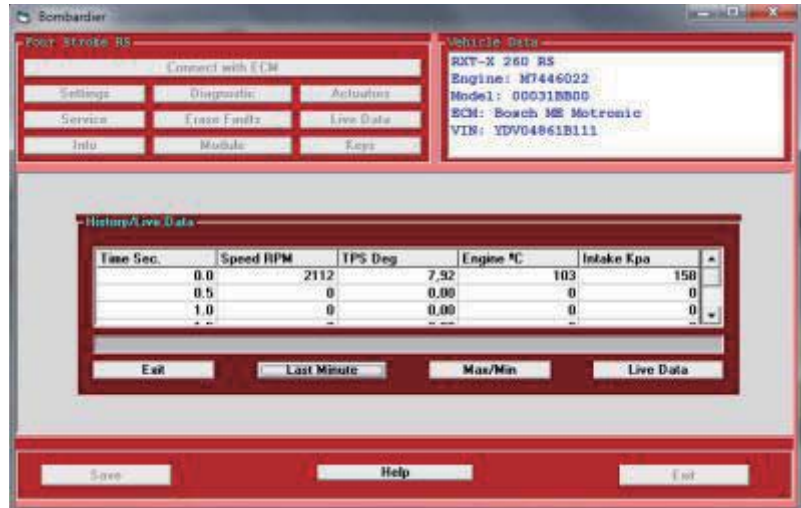 Bombardier
Four Stroke RS
Connect with ECM
Settings Diagnostic Actuators
Service Erase Faults Live Data
Info Module Keys
Vehicle Data
RXT-X 260 RS
Engine: M7446022
Model: 00031BB00
ECM: Bosch ME Motronic
VIN: YDV04861B111
History/Live Data
Time Sec. Speed RPM TPS Deg Engine ºC Intake Kpa
0.0 2112 7,92 103 158
0.5 0 0,00 0 0
1.0 0 0,00 0 0
Exit Last Minute Max/Min Live Data
Save Help Exit